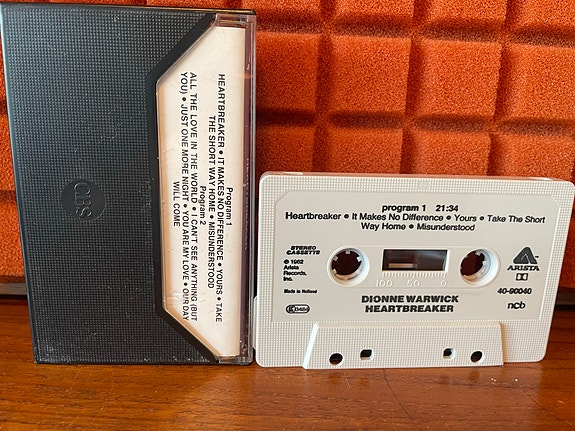 Program 1
HEARTBREAKER • IT MAKES NO DIFFERENCE • YOURS • TAKE
THE SHORT WAY HOME • MISUNDERSTOOD
Program 2
ALL THE LOVE IN THE WORLD • I CAN'T SEE ANYTHING (BUT
YOU) • JUST ONE MORE NIGHT • YOU ARE MY LOVE • OUR DAY
WILL COME
CBS
program 1 21:34
Heartbreaker • It Makes No Difference • Yours • Take The Short
Way Home • Misunderstood
STEREO
CASSETTE
℗ 1982
Arista
Records,
Inc.
Made in Holland
100 50 0
ARISTA
40-90040
ncb
DIONNE WARWICK
HEARTBREAKER